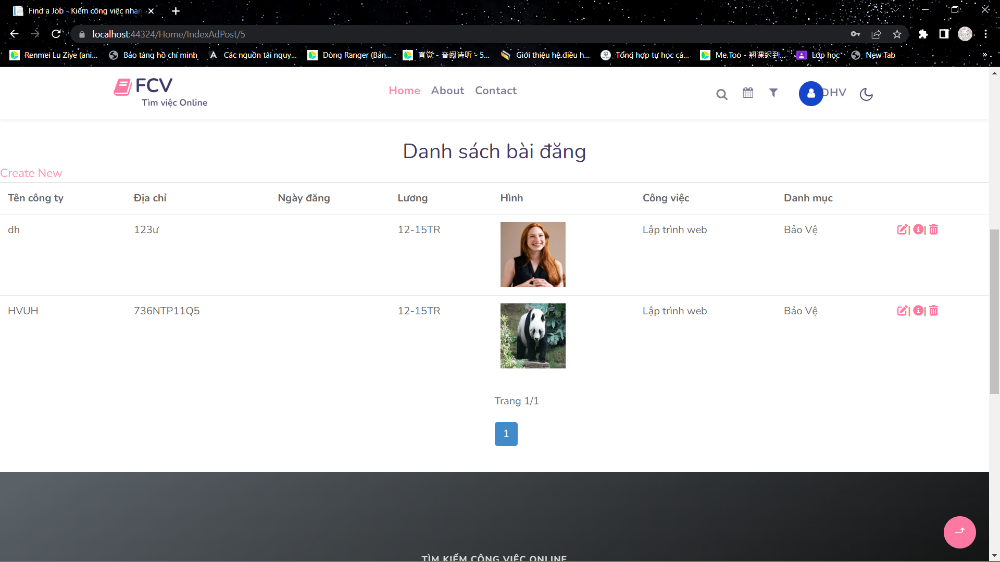 Find a Job - Kiếm công việc nhan
localhost:44324/Home/IndexAdPost/5
Renmei Lu Ziye (ani...
Bảo tàng hồ chí minh
Các nguồn tài nguy...
Dòng Ranger (Bản,...
直觉 - 音阙诗听 - 5...
Giới thiệu hệ điều h...
Tổng hợp tự học cá...
Me.Too - 翘课迟到...
Lớp học
New Tab
»
FCV
Tìm việc Online
Home About Contact
DHV
Danh sách bài đăng
Create New
Tên công ty Địa chỉ Ngày đăng Lương Hình Công việc Danh mục
dh 123ư 12-15TR Lập trình web Bảo Vệ | |
HVUH 736NTP11Q5 12-15TR Lập trình web Bảo Vệ | |
Trang 1/1
1
TÌM KIẾM CÔNG VIỆC ONLINE